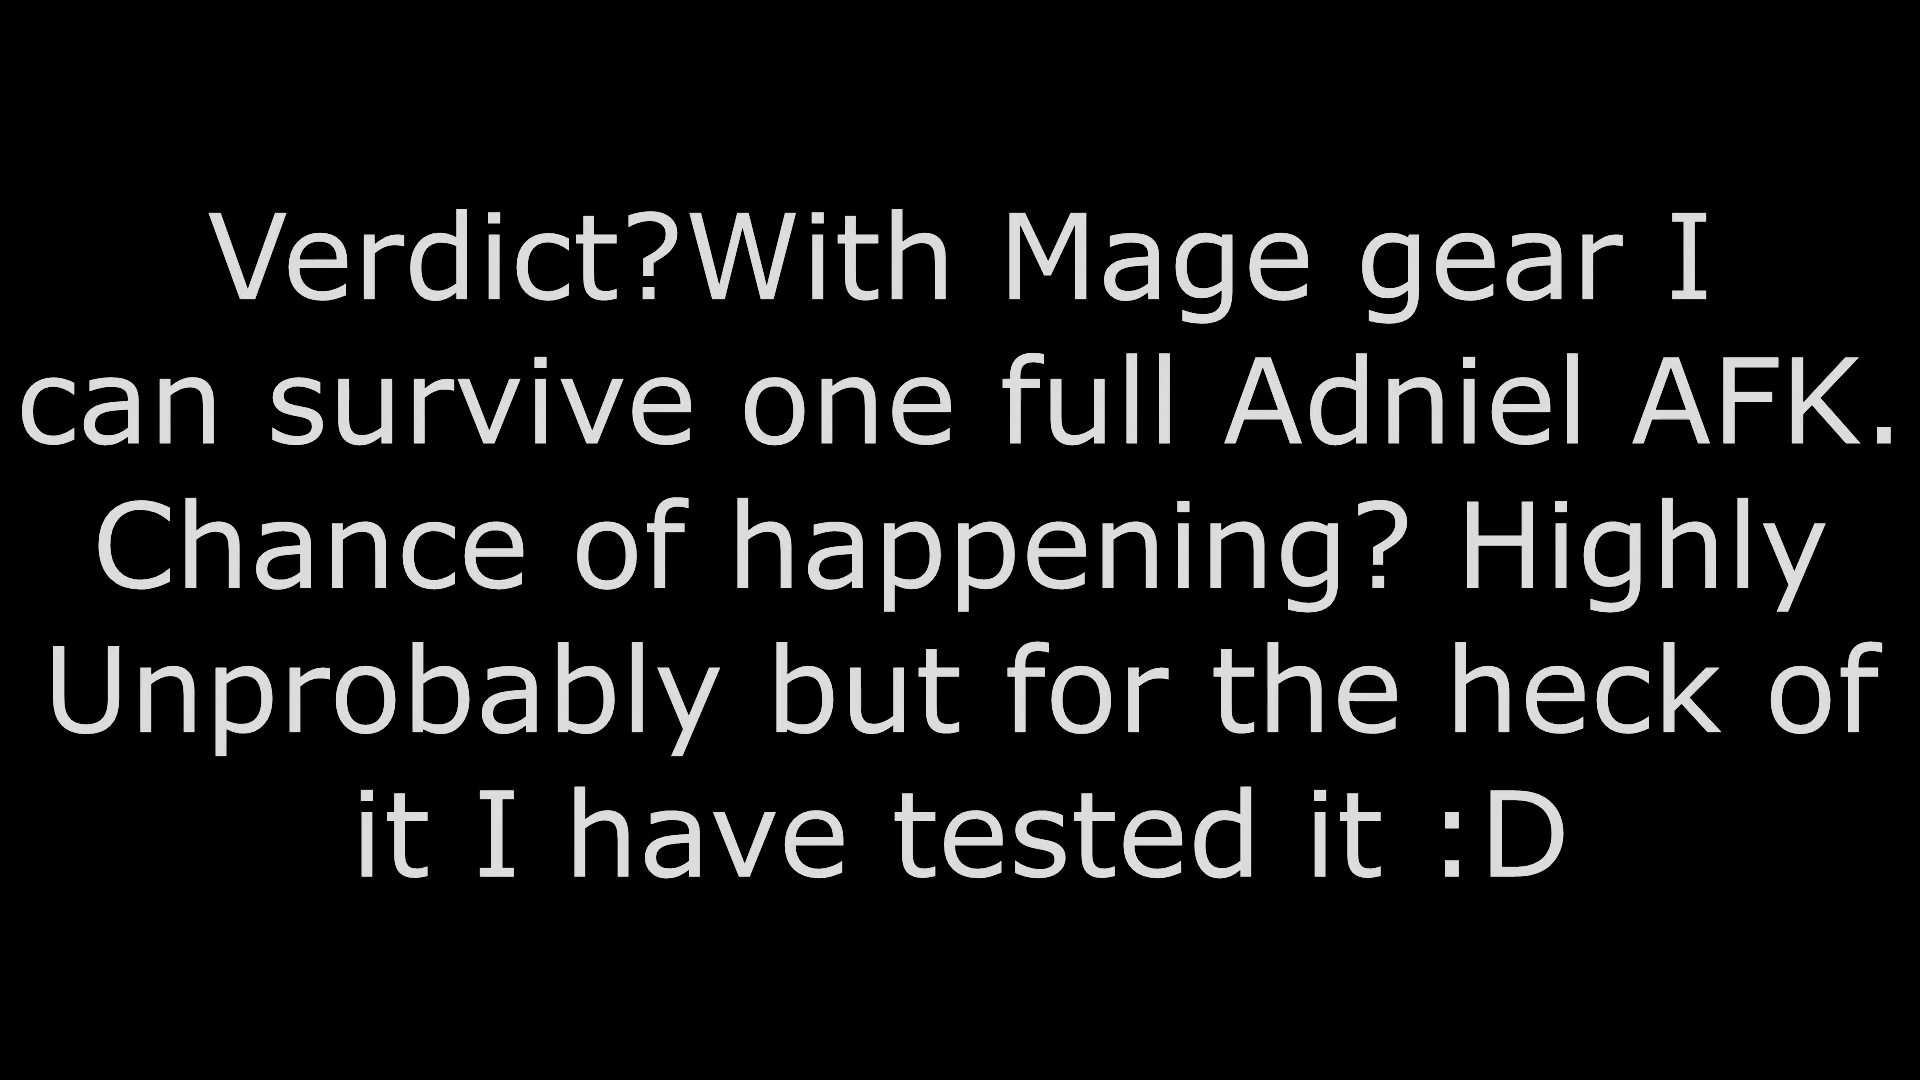 Verdict?With Mage gear I
can survive one full Adniel AFK.
Chance of happening? Highly
Unprobably but for the heck of
it I have tested it :D